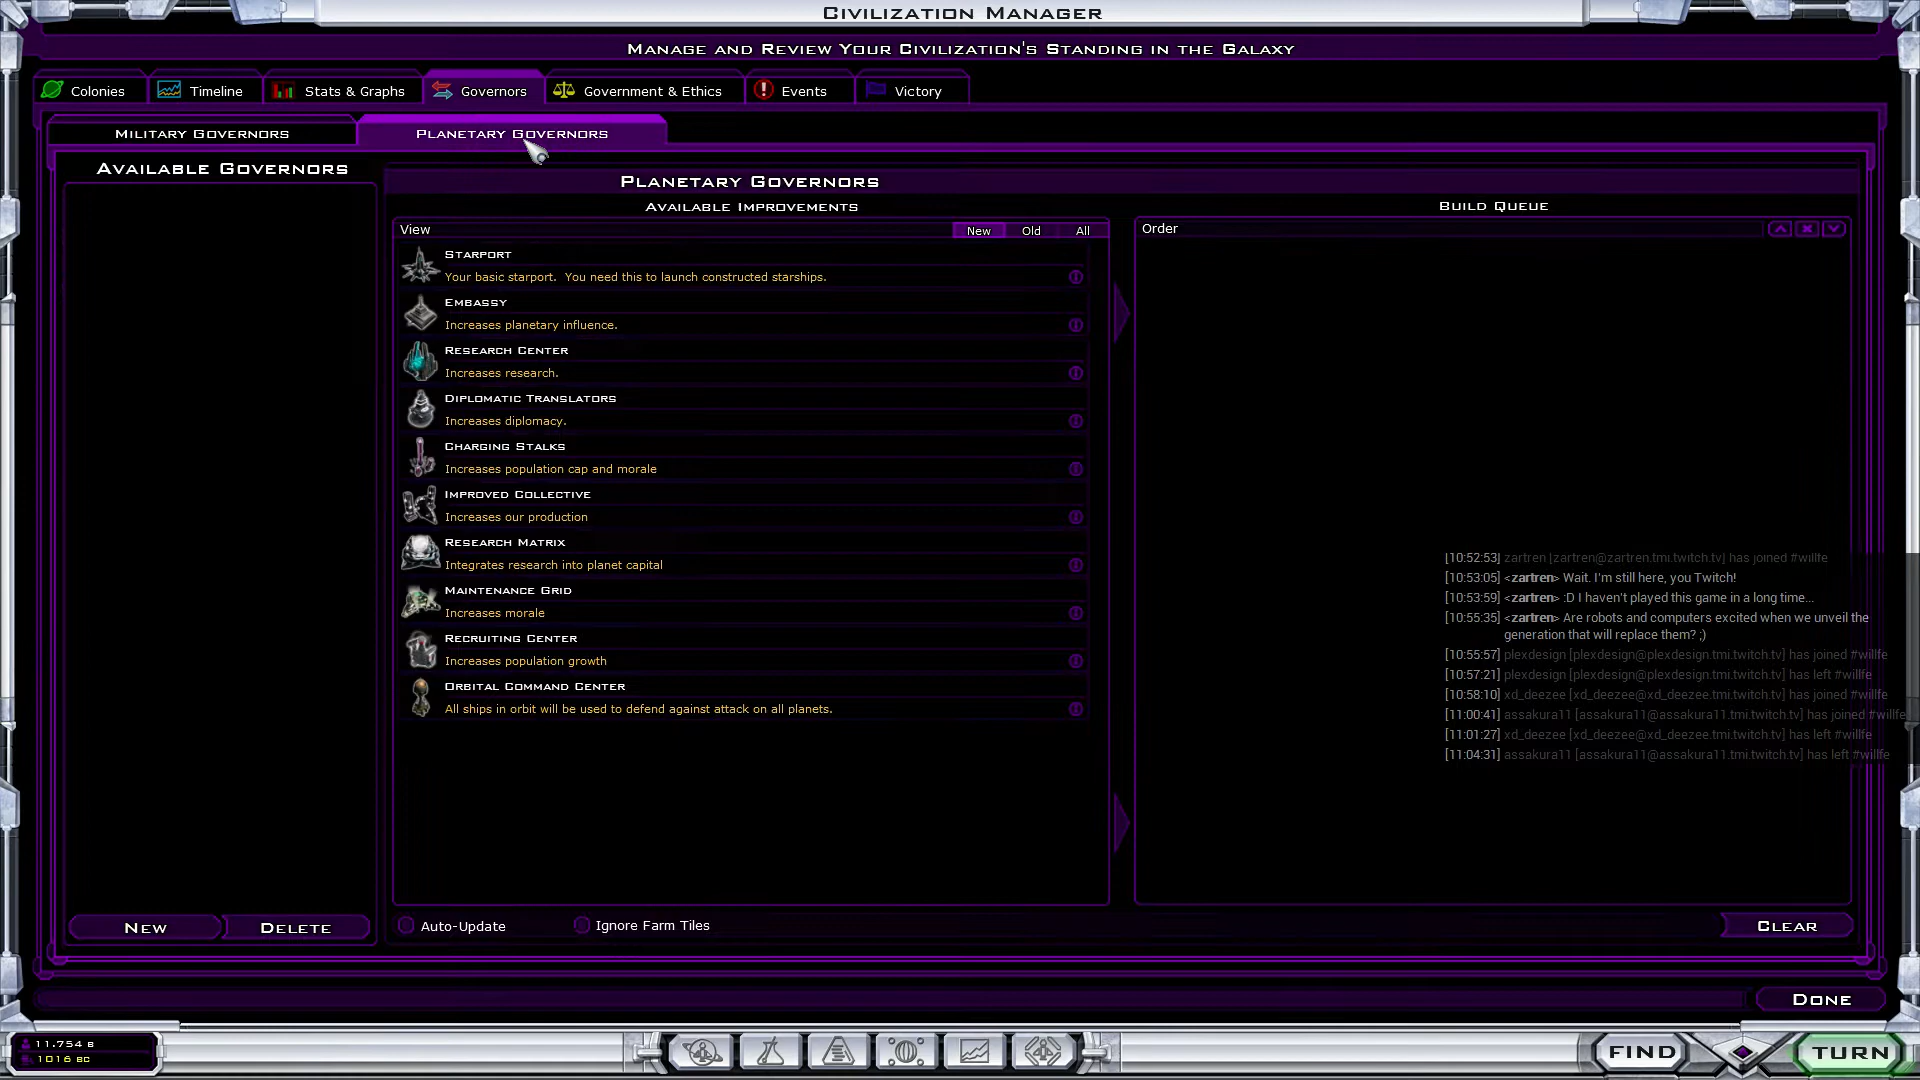 Civilization Manager
Manage and Review Your Civilization's Standing in the Galaxy
Colonies
Timeline
Stats & Graphs
Governors
Government & Ethics
Events
Victory
Military Governors
Planetary Governors
Available Governors
Planetary Governors
Available Improvements
Build Queue
View
New
Old
All
Order
Starport
Your basic starport. You need this to launch constructed starships.
Embassy
Increases planetary influence.
Research Center
Increases research.
Diplomatic Translators
Increases diplomacy.
Charging Stalks
Increases population cap and morale
Improved Collective
Increases our production
Research Matrix
Integrates research into planet capital
Maintenance Grid
Increases morale
Recruiting Center
Increases population growth
Orbital Command Center
All ships in orbit will be used to defend against attack on all planets.
[10:52:53] zartren [zartren@zartren.tmi.twitch.tv] has joined #willfe
[10:53:05] <zartren> Wait. I'm still here, you Twitch!
[10:53:59] <zartren> :D I haven't played this game in a long time...
[10:55:35] <zartren> Are robots and computers excited when we unveil the
generation that will replace them? ;)
[10:55:57] plexdesign [plexdesign@plexdesign.tmi.twitch.tv] has joined #willfe
[10:57:21] plexdesign [plexdesign@plexdesign.tmi.twitch.tv] has left #willfe
[10:58:10] xd_deezee [xd_deezee@xd_deezee.tmi.twitch.tv] has joined #willfe
[11:00:41] assakura11 [assakura11@assakura11.tmi.twitch.tv] has joined #willfe
[11:01:27] xd_deezee [xd_deezee@xd_deezee.tmi.twitch.tv] has left #willfe
[11:04:31] assakura11 [assakura11@assakura11.tmi.twitch.tv] has left #willfe
New
Delete
Auto-Update
Ignore Farm Tiles
Clear
Done
11.754 B
1016 BC
Find
Turn